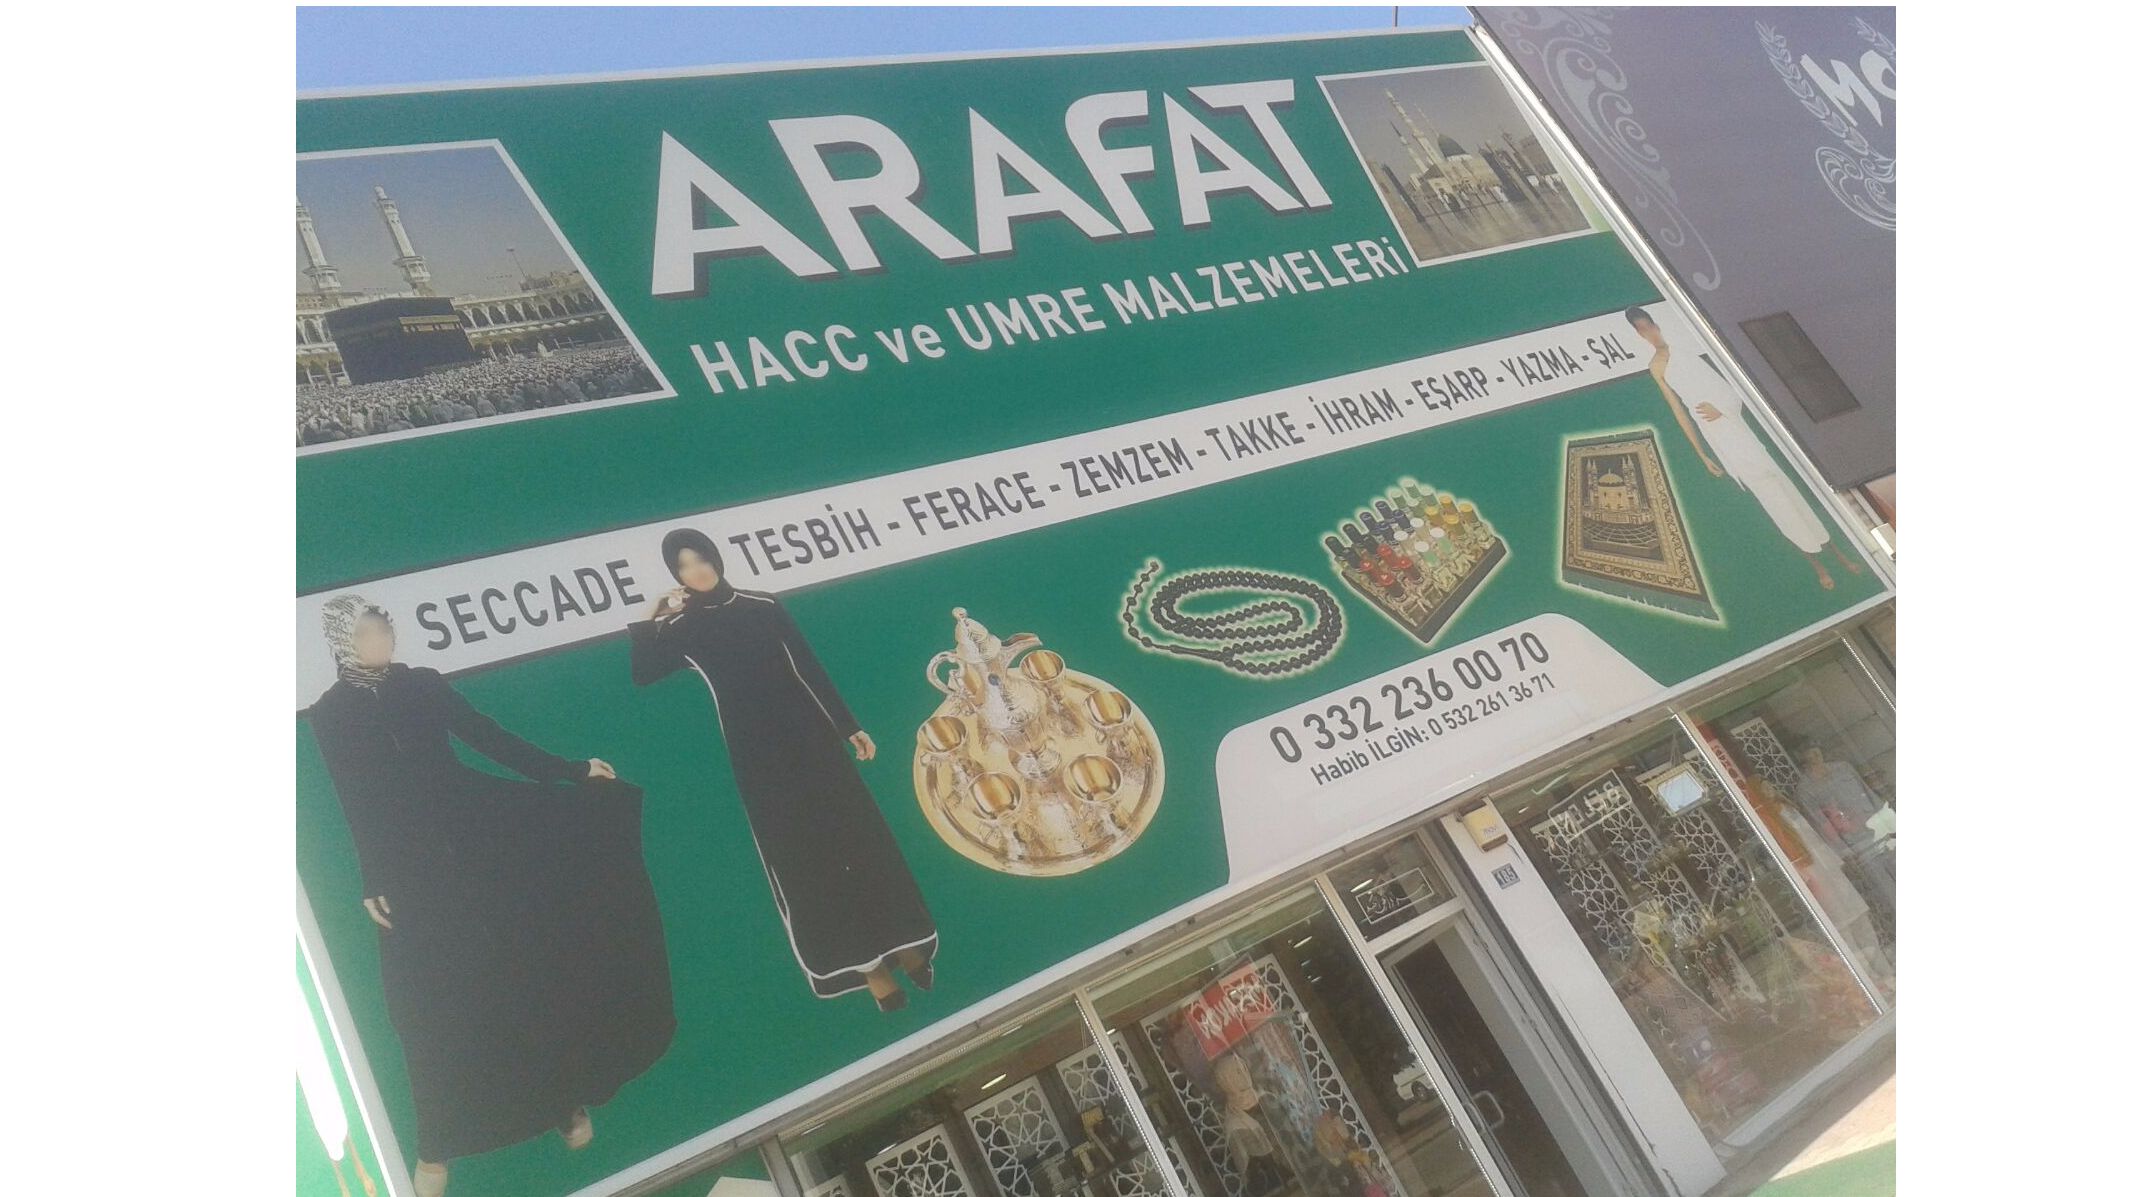 ARAFAT
HACC ve UMRE MALZEMELERİ
SECCADE TESBİH - FERACE - ZEMZEM - TAKKE - İHRAM - EŞARP - YAZMA - ŞAL
0 332 236 00 70
Habib İLGİN: 0 532 261 36 71
185